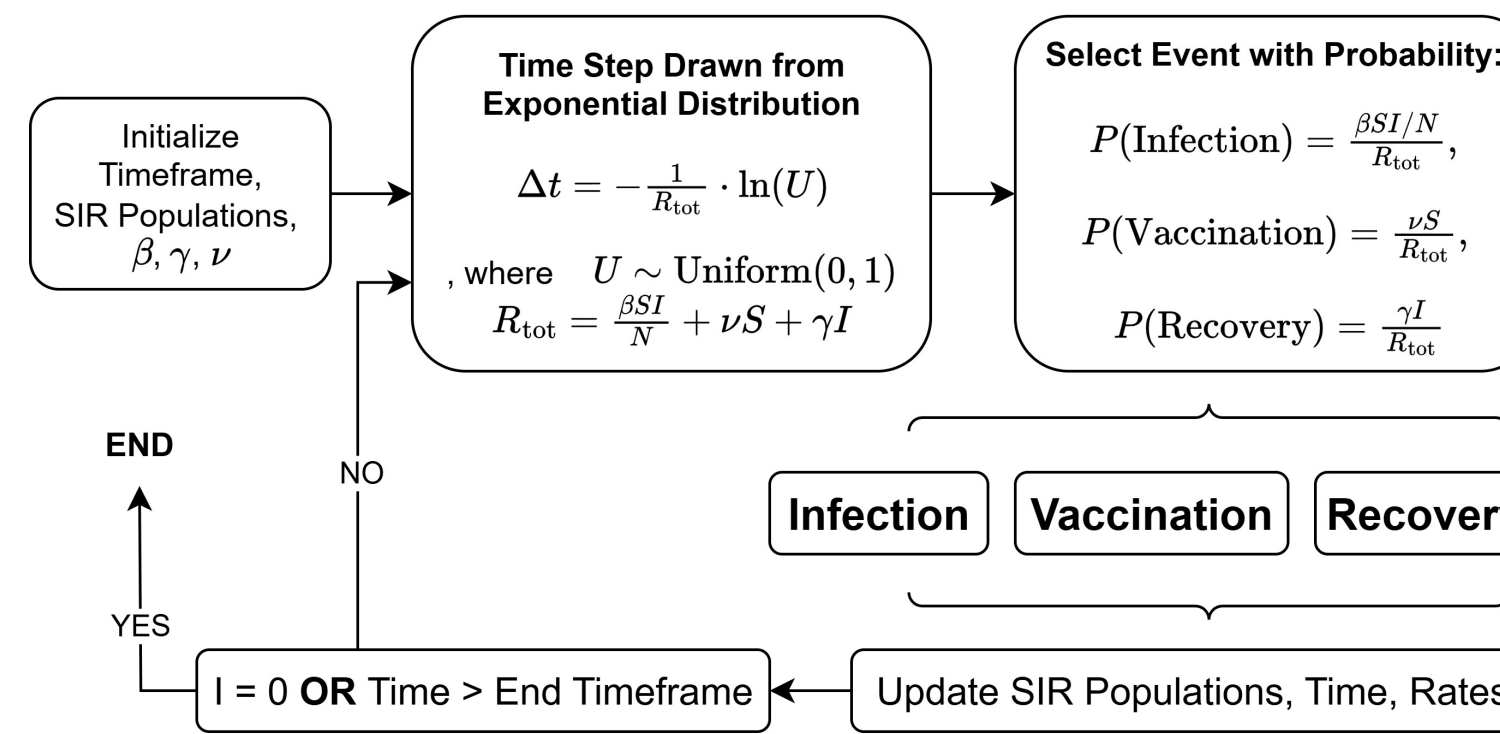 Initialize
Timeframe,
SIR Populations,
β, γ, ν
Time Step Drawn from
Exponential Distribution
Δt = −1/R_tot · ln(U)
, where U ∼ Uniform(0, 1)
R_tot = βSI/N + νS + γI
Select Event with Probability:
P(Infection) = βSI/N / R_tot,
P(Vaccination) = νS/R_tot,
P(Recovery) = γI/R_tot
END
NO
Infection
Vaccination
Recover
YES
I = 0 OR Time > End Timeframe
Update SIR Populations, Time, Rates